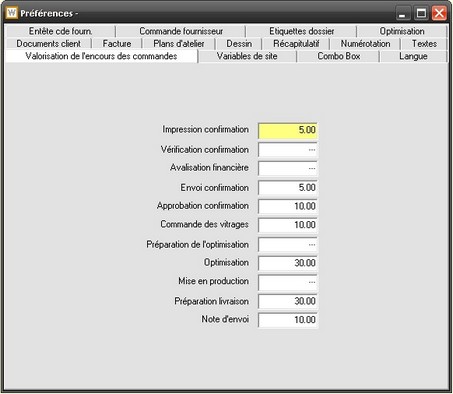 Préférences -
Entête cde fourn. Commande fournisseur Etiquettes dossier Optimisation
Documents client Facture Plans d'atelier Dessin Récapitulatif Numérotation Textes
Valorisation de l'encours des commandes Variables de site Combo Box Langue
Impression confirmation 5.00
Vérification confirmation ...
Avalisation financière ...
Envoi confirmation 5.00
Approbation confirmation 10.00
Commande des vitrages 10.00
Préparation de l'optimisation ...
Optimisation 30.00
Mise en production ...
Préparation livraison 30.00
Note d'envoi 10.00